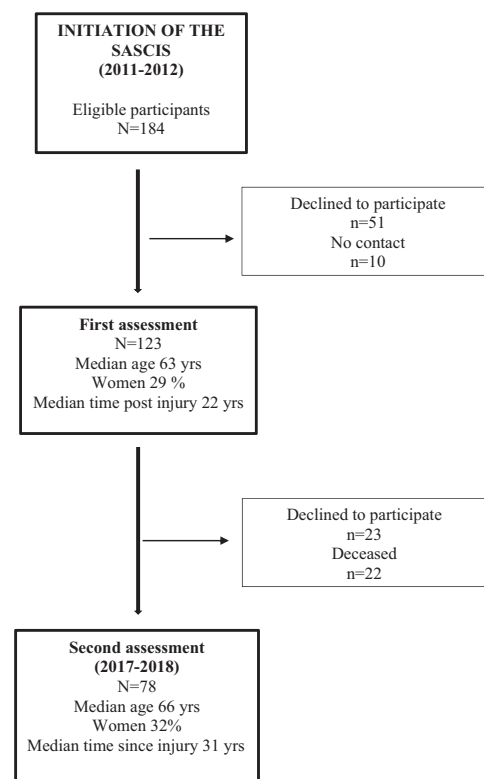 INITIATION OF THE
SASCIS
(2011-2012)
Eligible participants
N=184
Declined to participate
n=51
No contact
n=10
First assessment
N=123
Median age 63 yrs
Women 29 %
Median time post injury 22 yrs
Declined to participate
n=23
Deceased
n=22
Second assessment
(2017-2018)
N=78
Median age 66 yrs
Women 32%
Median time since injury 31 yrs